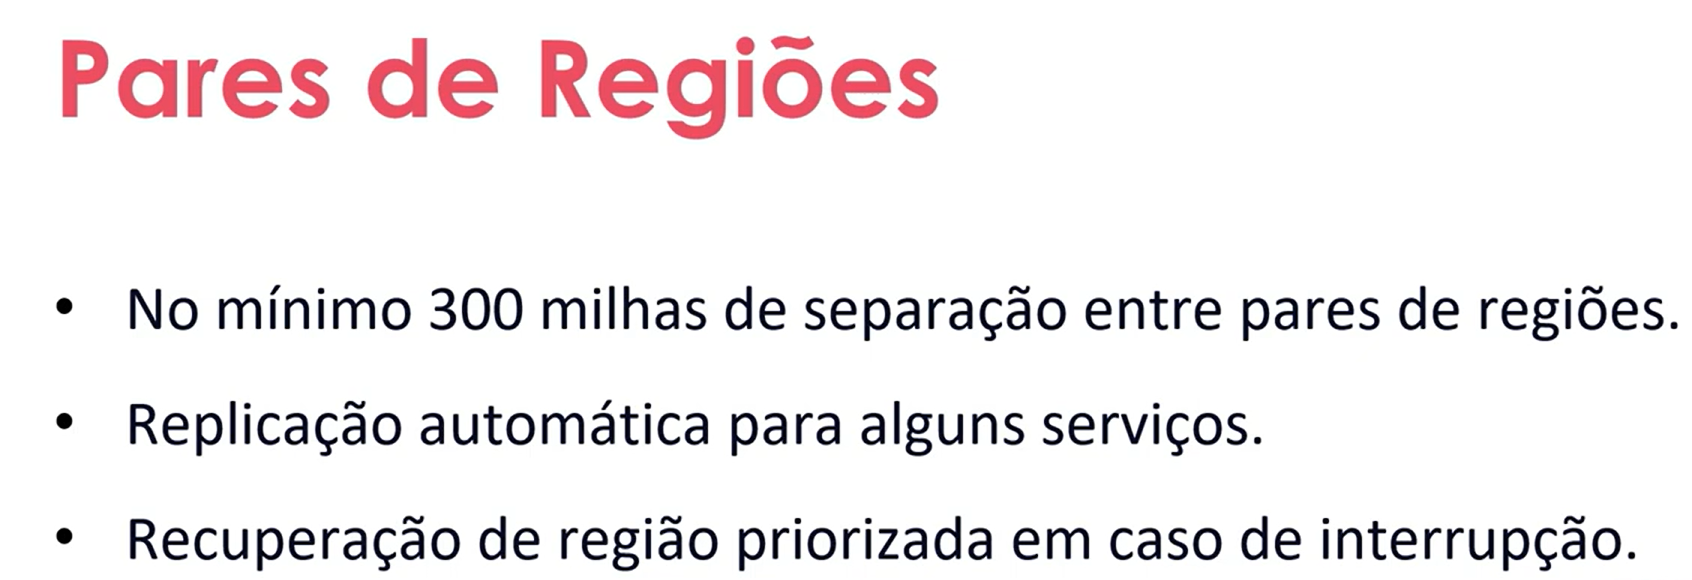 Pares de Regiões
• No mínimo 300 milhas de separação entre pares de regiões.
• Replicação automática para alguns serviços.
• Recuperação de região priorizada em caso de interrupção.